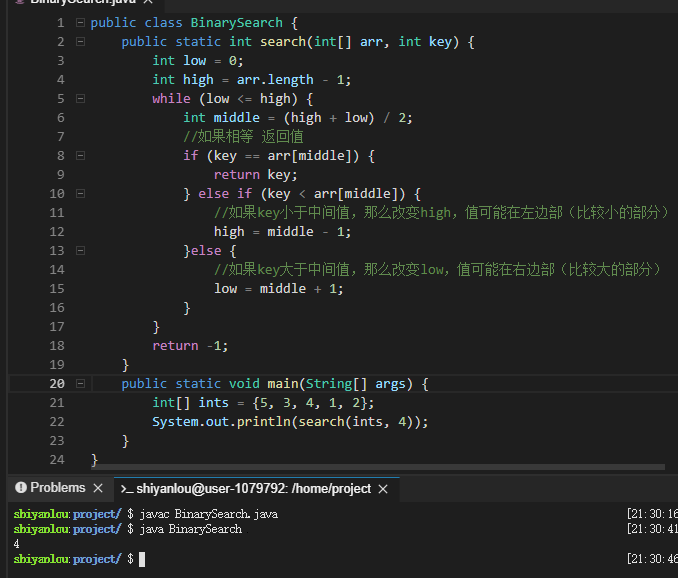 BinarySearch.java
1 public class BinarySearch {
2 public static int search(int[] arr, int key) {
3 int low = 0;
4 int high = arr.length - 1;
5 while (low <= high) {
6 int middle = (high + low) / 2;
7 //如果相等 返回值
8 if (key == arr[middle]) {
9 return key;
10 } else if (key < arr[middle]) {
11 //如果key小于中间值，那么改变high，值可能在左边部（比较小的部分）
12 high = middle - 1;
13 }else {
14 //如果key大于中间值，那么改变low，值可能在右边部（比较大的部分）
15 low = middle + 1;
16 }
17 }
18 return -1;
19 }
20 public static void main(String[] args) {
21 int[] ints = {5, 3, 4, 1, 2};
22 System.out.println(search(ints, 4));
23 }
24 }
Problems × >_ shiyanlou@user-1079792: /home/project ×
shiyanlou:project/ $ javac BinarySearch.java [21:30:16
shiyanlou:project/ $ java BinarySearch [21:30:41
4
shiyanlou:project/ $ [21:30:46